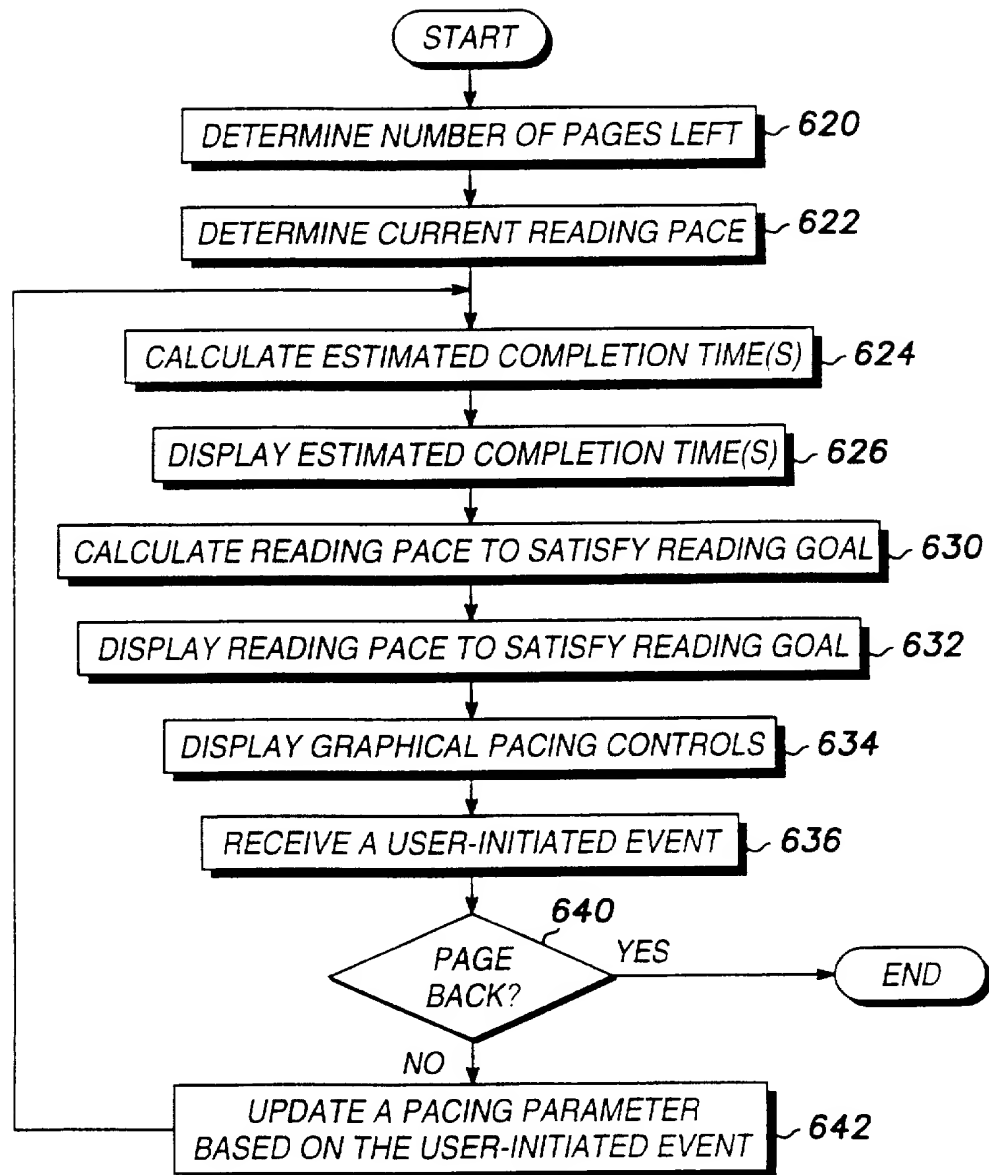 START
DETERMINE NUMBER OF PAGES LEFT 620
DETERMINE CURRENT READING PACE 622
CALCULATE ESTIMATED COMPLETION TIME(S) 624
DISPLAY ESTIMATED COMPLETION TIME(S) 626
CALCULATE READING PACE TO SATISFY READING GOAL 630
DISPLAY READING PACE TO SATISFY READING GOAL 632
DISPLAY GRAPHICAL PACING CONTROLS 634
RECEIVE A USER-INITIATED EVENT 636
640
PAGE
BACK?
YES
END
NO
UPDATE A PACING PARAMETER
BASED ON THE USER-INITIATED EVENT 642